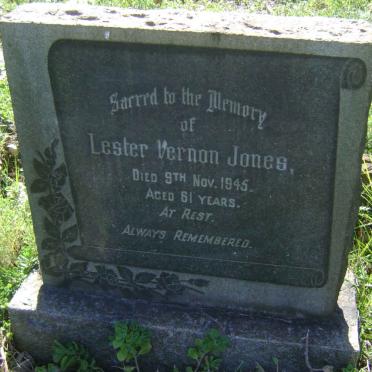 Sacred to the Memory
of
Lester Vernon Jones,
Died 9th Nov. 1945.
Aged 61 Years.
At Rest.
Always Remembered.